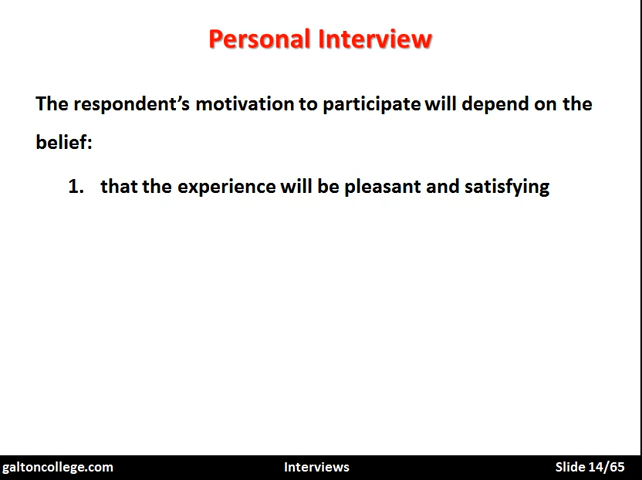 Personal Interview
The respondent’s motivation to participate will depend on the
belief:
1. that the experience will be pleasant and satisfying
galtoncollege.com Interviews Slide 14/65